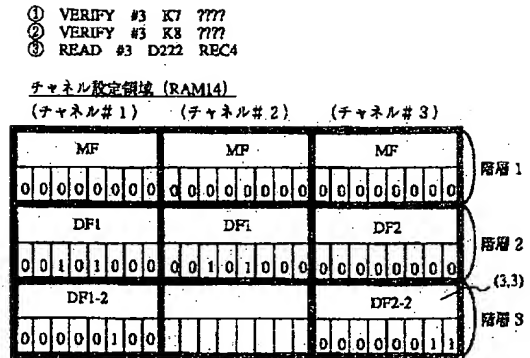 ① VERIFY #3 K7 ????
② VERIFY #3 K8 ????
③ READ #3 D222 REC4
チャネル設定領域 (RAM14)
(チャネル#1) (チャネル#2) (チャネル#3)
MF MF MF
階層1
0 0 0 0 0 0 0 0 0 0 0 0 0 0 0 0 0 0 0 0 0 0 0 0
DF1 DF1 DF2
階層2
0 0 1 0 1 0 0 0 0 0 1 0 1 0 0 0 0 0 0 0 0 0 0 0
(3,3)
DF1-2 DF2-2
階層3
0 0 0 0 0 1 0 0 0 0 0 0 0 0 1 1